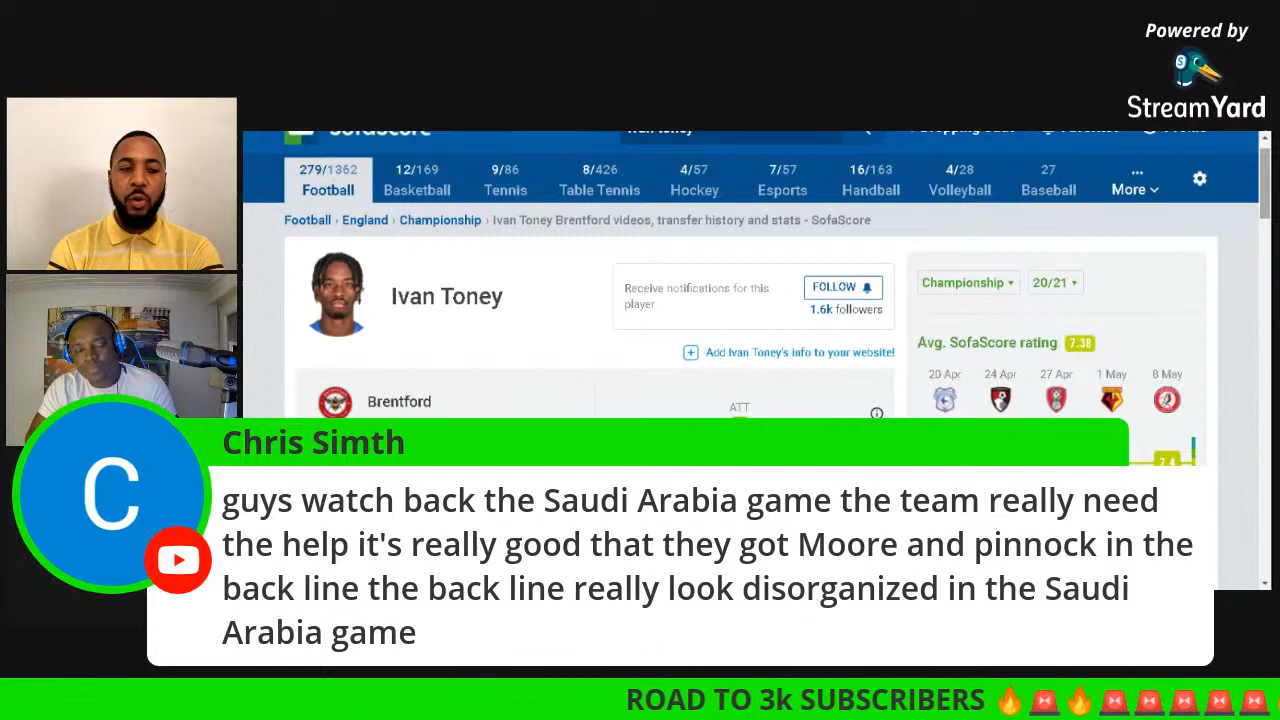 Powered by
StreamYard
SofaScore
ivan toney
279/1362
Football
12/169
Basketball
9/86
Tennis
8/426
Table Tennis
4/57
Hockey
7/57
Esports
16/163
Handball
4/28
Volleyball
27
Baseball
...
More
Football › England › Championship › Ivan Toney Brentford videos, transfer history and stats - SofaScore
Ivan Toney
Receive notifications for this
player
FOLLOW
1.6k followers
Add Ivan Toney's info to your website!
Championship
20/21
Avg. SofaScore rating 7.38
20 Apr 24 Apr 27 Apr 1 May 8 May
Brentford
ATT
7.4
C
Chris Simth
guys watch back the Saudi Arabia game the team really need
the help it's really good that they got Moore and pinnock in the
back line the back line really look disorganized in the Saudi
Arabia game
ROAD TO 3k SUBSCRIBERS 🔥🚨🔥🚨🚨🚨🚨🚨